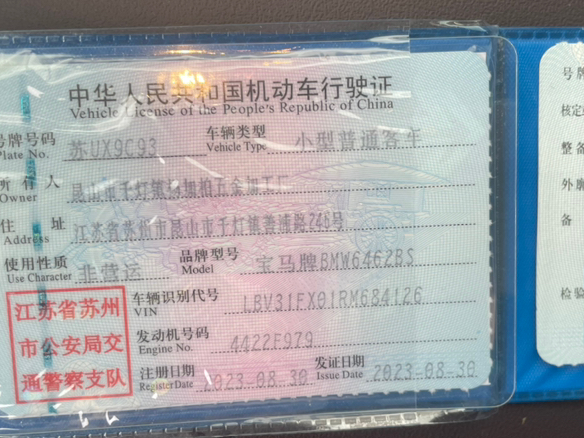 中华人民共和国机动车行驶证
Vehicle License of the People's Republic of China
号牌号码 苏UX9C93 车辆类型 小型普通客车
Plate No. Vehicle Type
所有人 昆山市千灯镇 加相五金加工厂
Owner
住址 江苏省苏州市昆山市千灯镇善浦路248号
Address
使用性质 非营运 品牌型号 宝马牌BMW6462BS
Use Character Model
车辆识别代号 LBV31FX01RM684126
VIN
发动机号码 4422F979
Engine No.
注册日期 2023-08-30 发证日期 2023-08-30
Register Date Issue Date
江苏省苏州
市公安局交
通警察支队
号牌
核定
整备
外廓
备
检验